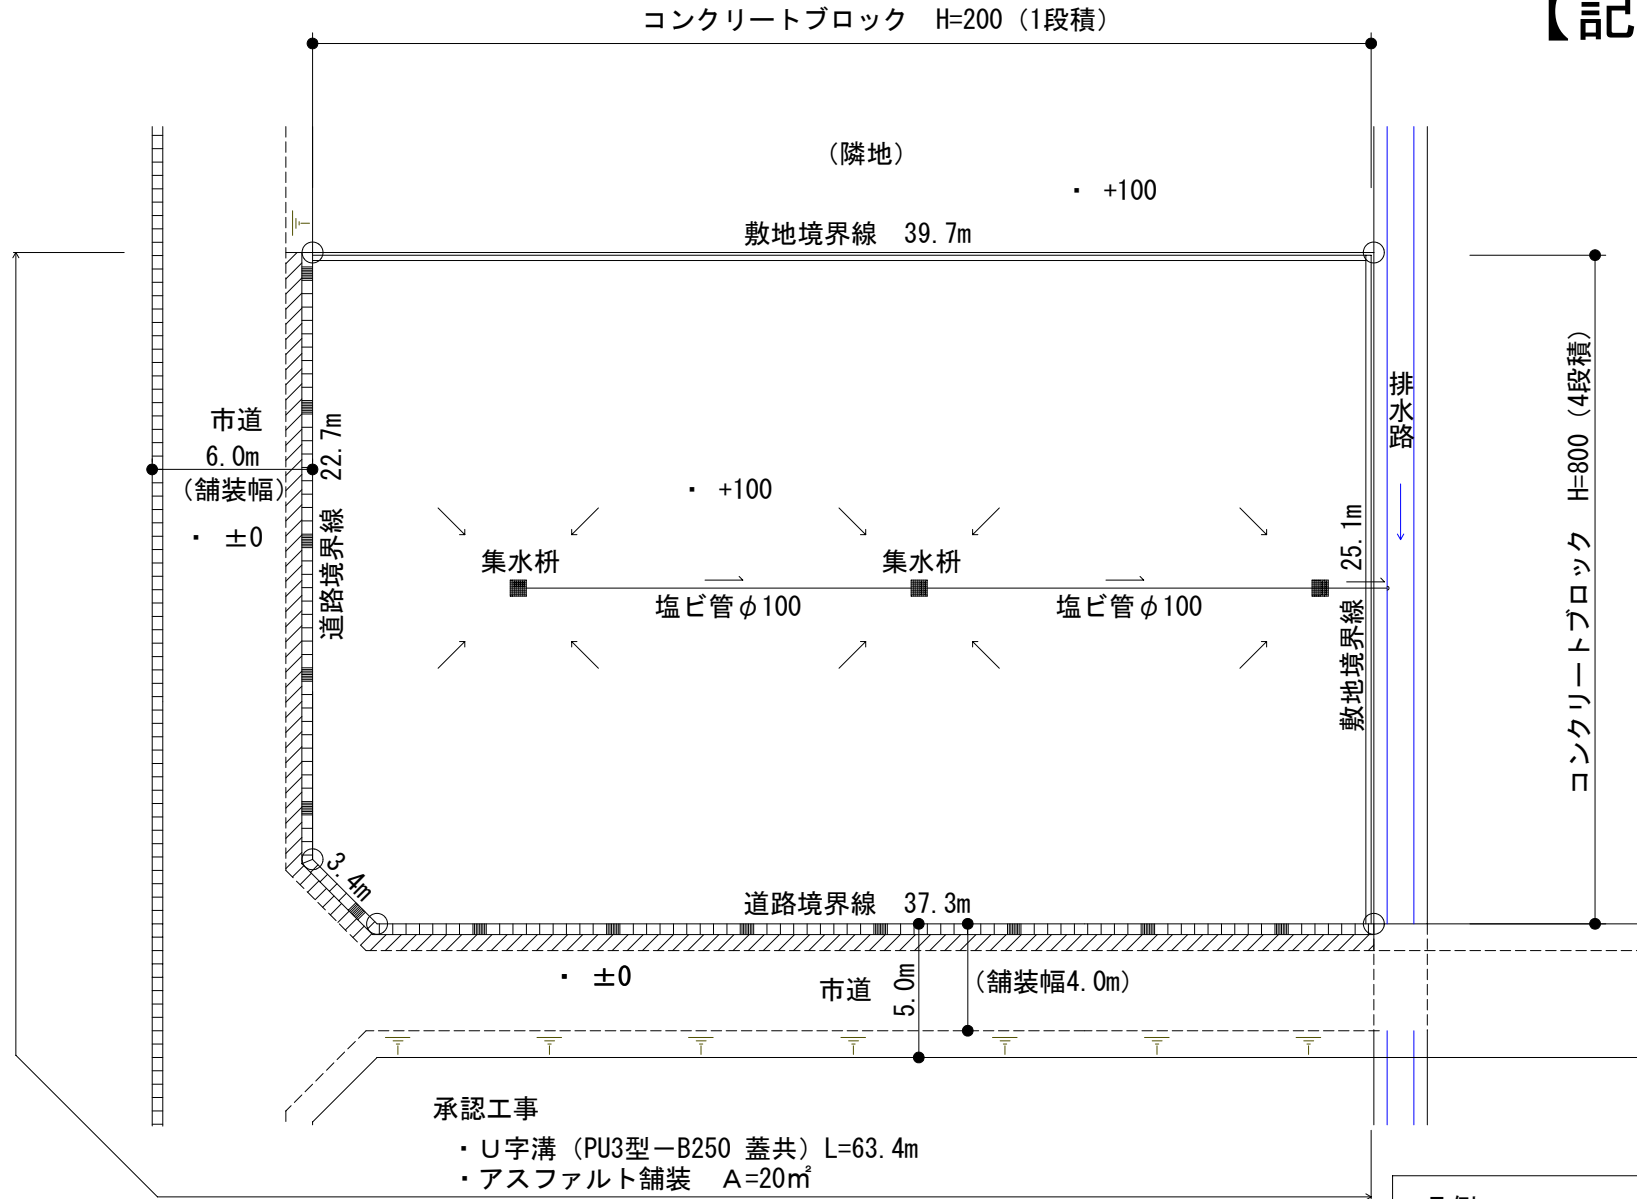 コンクリートブロック H=200（1段積）
【記
（隣地）
・ +100
敷地境界線 39.7m
市道
6.0m
（舗装幅）
・ ±0
道路境界線 22.7m
・ +100
集水枡
集水枡
塩ビ管φ100
塩ビ管φ100
敷地境界線 25.1m
排水路
コンクリートブロック H=800（4段積）
3.4m
道路境界線 37.3m
・ ±0
市道
5.0m
（舗装幅4.0m）
承認工事
・U字溝（PU3型－B250 蓋共）L=63.4m
・アスファルト舗装 A=20㎡